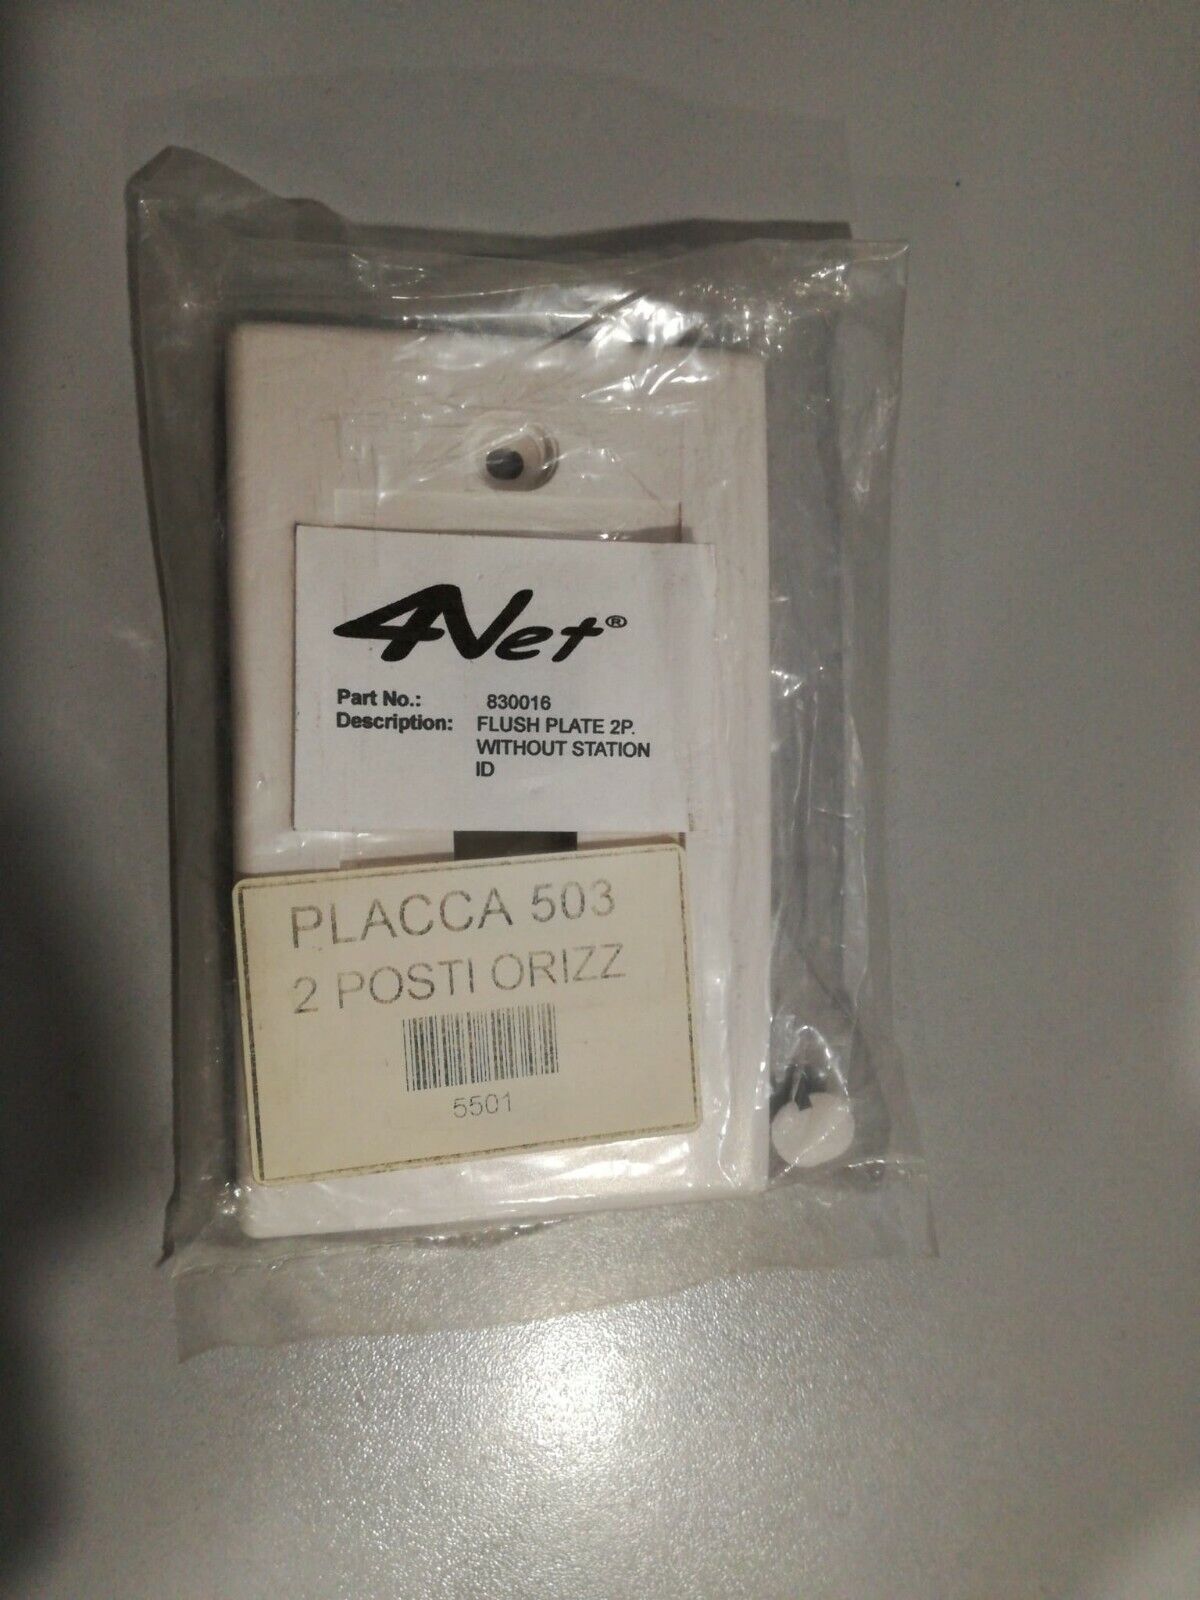 4Net®
Part No.: 830016
Description: FLUSH PLATE 2P.
WITHOUT STATION
ID
PLACCA 503
2 POSTI ORIZZ
5501